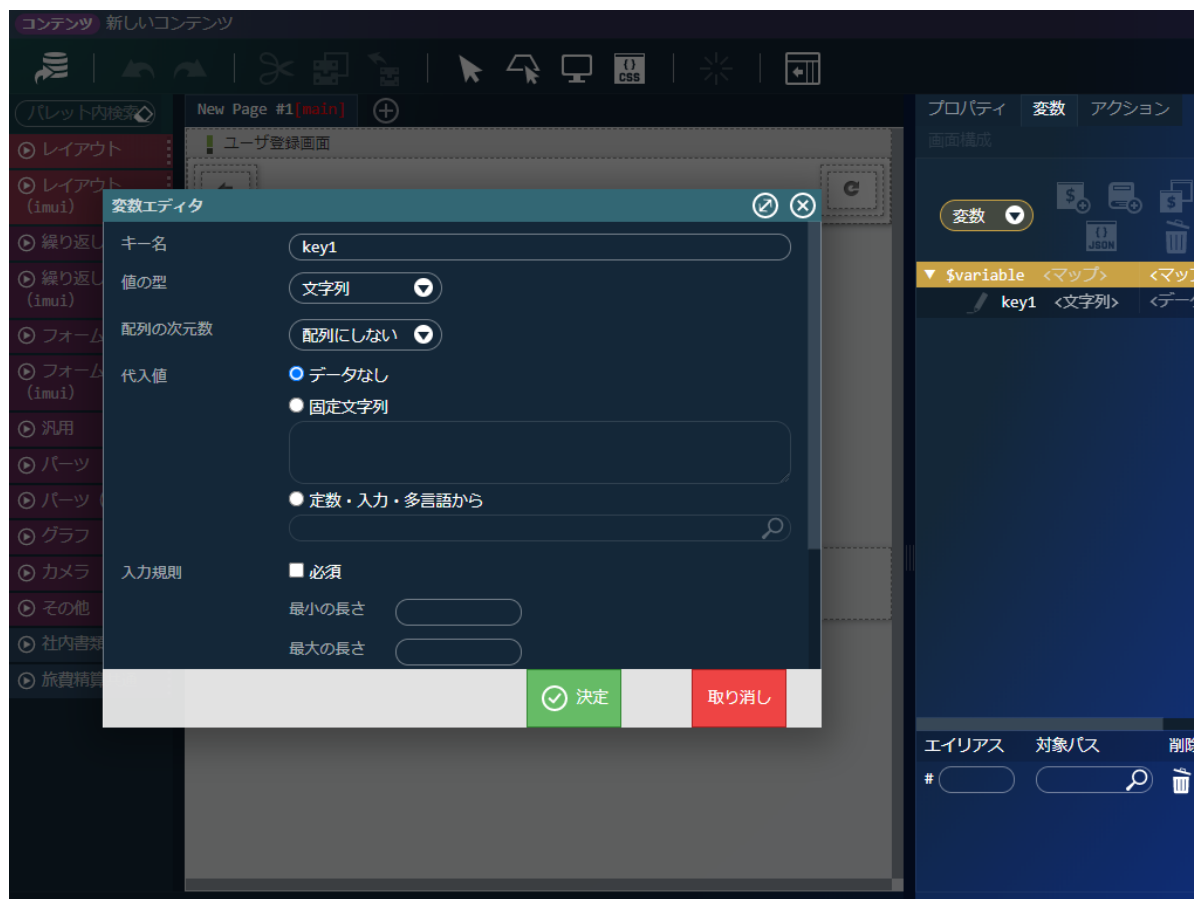 コンテンツ 新しいコンテンツ
{} CSS
パレット内検索
New Page #1[main]
プロパティ 変数 アクション
画面構成
レイアウト
レイアウト
(imui)
繰り返し
繰り返し
(imui)
フォーム
フォーム
(imui)
汎用
パーツ
パーツ (
グラフ
カメラ
その他
社内書類
旅費精算
ユーザ登録画面
変数エディタ
キー名 key1
値の型 文字列
配列の次元数 配列にしない
代入値 データなし
固定文字列
定数・入力・多言語から
入力規則 必須
最小の長さ
最大の長さ
決定 取り消し
変数
{} JSON
$variable <マップ> <マッ
key1 <文字列> <デー
エイリアス 対象パス 削除
#